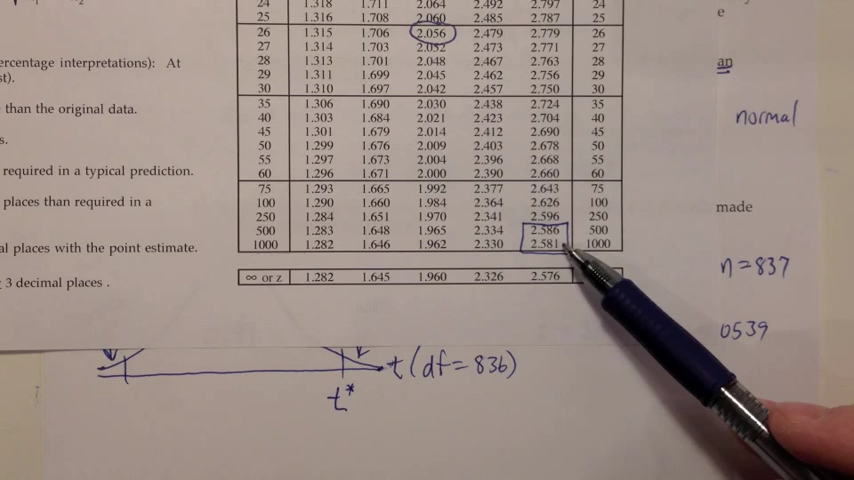 24 1.318 1.711 2.064 2.492 2.797 24
25 1.316 1.708 2.060 2.485 2.787 25
26 1.315 1.706 2.056 2.479 2.779 26
27 1.314 1.703 2.052 2.473 2.771 27
28 1.313 1.701 2.048 2.467 2.763 28
29 1.311 1.699 2.045 2.462 2.756 29
30 1.310 1.697 2.042 2.457 2.750 30
35 1.306 1.690 2.030 2.438 2.724 35
40 1.303 1.684 2.021 2.423 2.704 40
45 1.301 1.679 2.014 2.412 2.690 45
50 1.299 1.676 2.009 2.403 2.678 50
55 1.297 1.673 2.004 2.396 2.668 55
60 1.296 1.671 2.000 2.390 2.660 60
75 1.293 1.665 1.992 2.377 2.643 75
100 1.290 1.660 1.984 2.364 2.626 100
250 1.284 1.651 1.970 2.341 2.596 250
500 1.283 1.648 1.965 2.334 2.586 500
1000 1.282 1.646 1.962 2.330 2.581 1000
∞ or z 1.282 1.645 1.960 2.326 2.576
ercentage interpretations): At
st).
than the original data.
s.
required in a typical prediction.
places than required in a
al places with the point estimate.
3 decimal places .
e
an
normal
made
n=837
0539
t (df=836)
t*